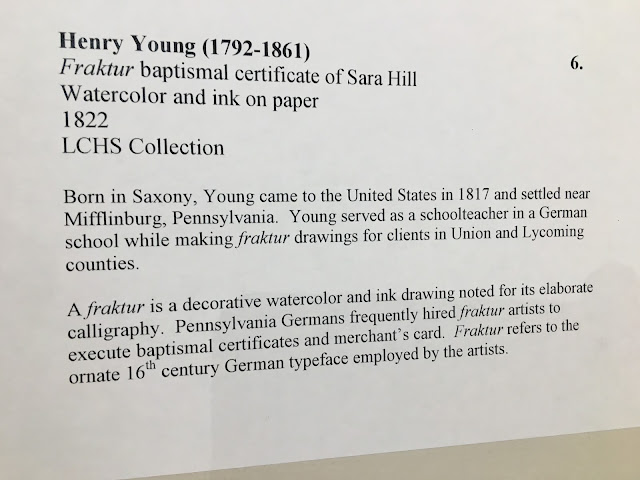 Henry Young (1792-1861)
6.
Fraktur baptismal certificate of Sara Hill
Watercolor and ink on paper
1822
LCHS Collection
Born in Saxony, Young came to the United States in 1817 and settled near
Mifflinburg, Pennsylvania. Young served as a schoolteacher in a German
school while making fraktur drawings for clients in Union and Lycoming
counties.
A fraktur is a decorative watercolor and ink drawing noted for its elaborate
calligraphy. Pennsylvania Germans frequently hired fraktur artists to
execute baptismal certificates and merchant's card. Fraktur refers to the
ornate 16th century German typeface employed by the artists.